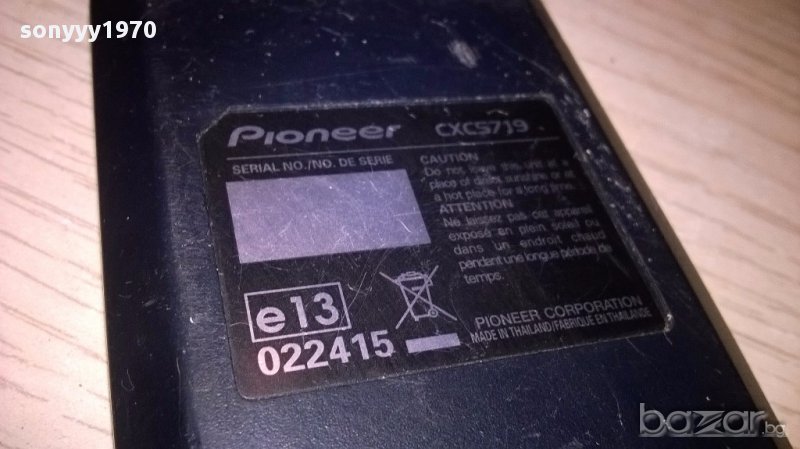 sonyyy1970
Pioneer CXC5719
SERIAL NO./NO. DE SERIE
CAUTION
Do not leave this unit at a
place of direct sunshine or at
a hot place for a long time.
ATTENTION
Ne laissez pas cet appareil
exposé en plein soleil ou
dans un endroit chaud
pendant une longue période de
temps.
e13
022415
PIONEER CORPORATION
MADE IN THAILAND/FABRIQUÉ EN THAILANDE
bazar.bg